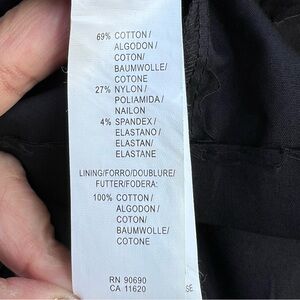 69% COTTON/
ALGODON/
COTON/
BAUMWOLLE/
COTONE
27% NYLON/
POLIAMIDA/
NAILON
4% SPANDEX/
ELASTANO/
ELASTAN/
ELASTANE
LINING/FORRO/DOUBLURE/
FUTTER/FODERA:
100% COTTON/
ALGODON/
COTON/
BAUMWOLLE/
COTONE
RN 90690
CA 11620
SE